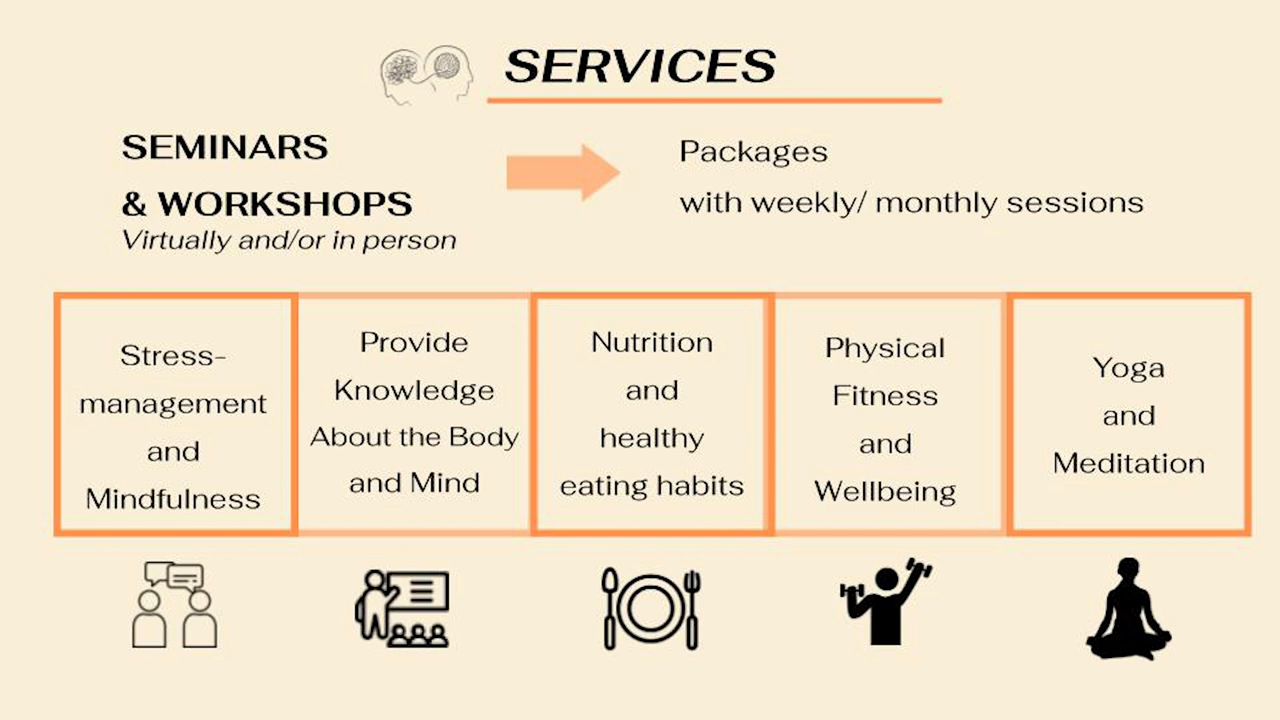 SERVICES
SEMINARS
& WORKSHOPS
Virtually and/or in person
Packages
with weekly/ monthly sessions
Stress-
management
and
Mindfulness
Provide
Knowledge
About the Body
and Mind
Nutrition
and
healthy
eating habits
Physical
Fitness
and
Wellbeing
Yoga
and
Meditation